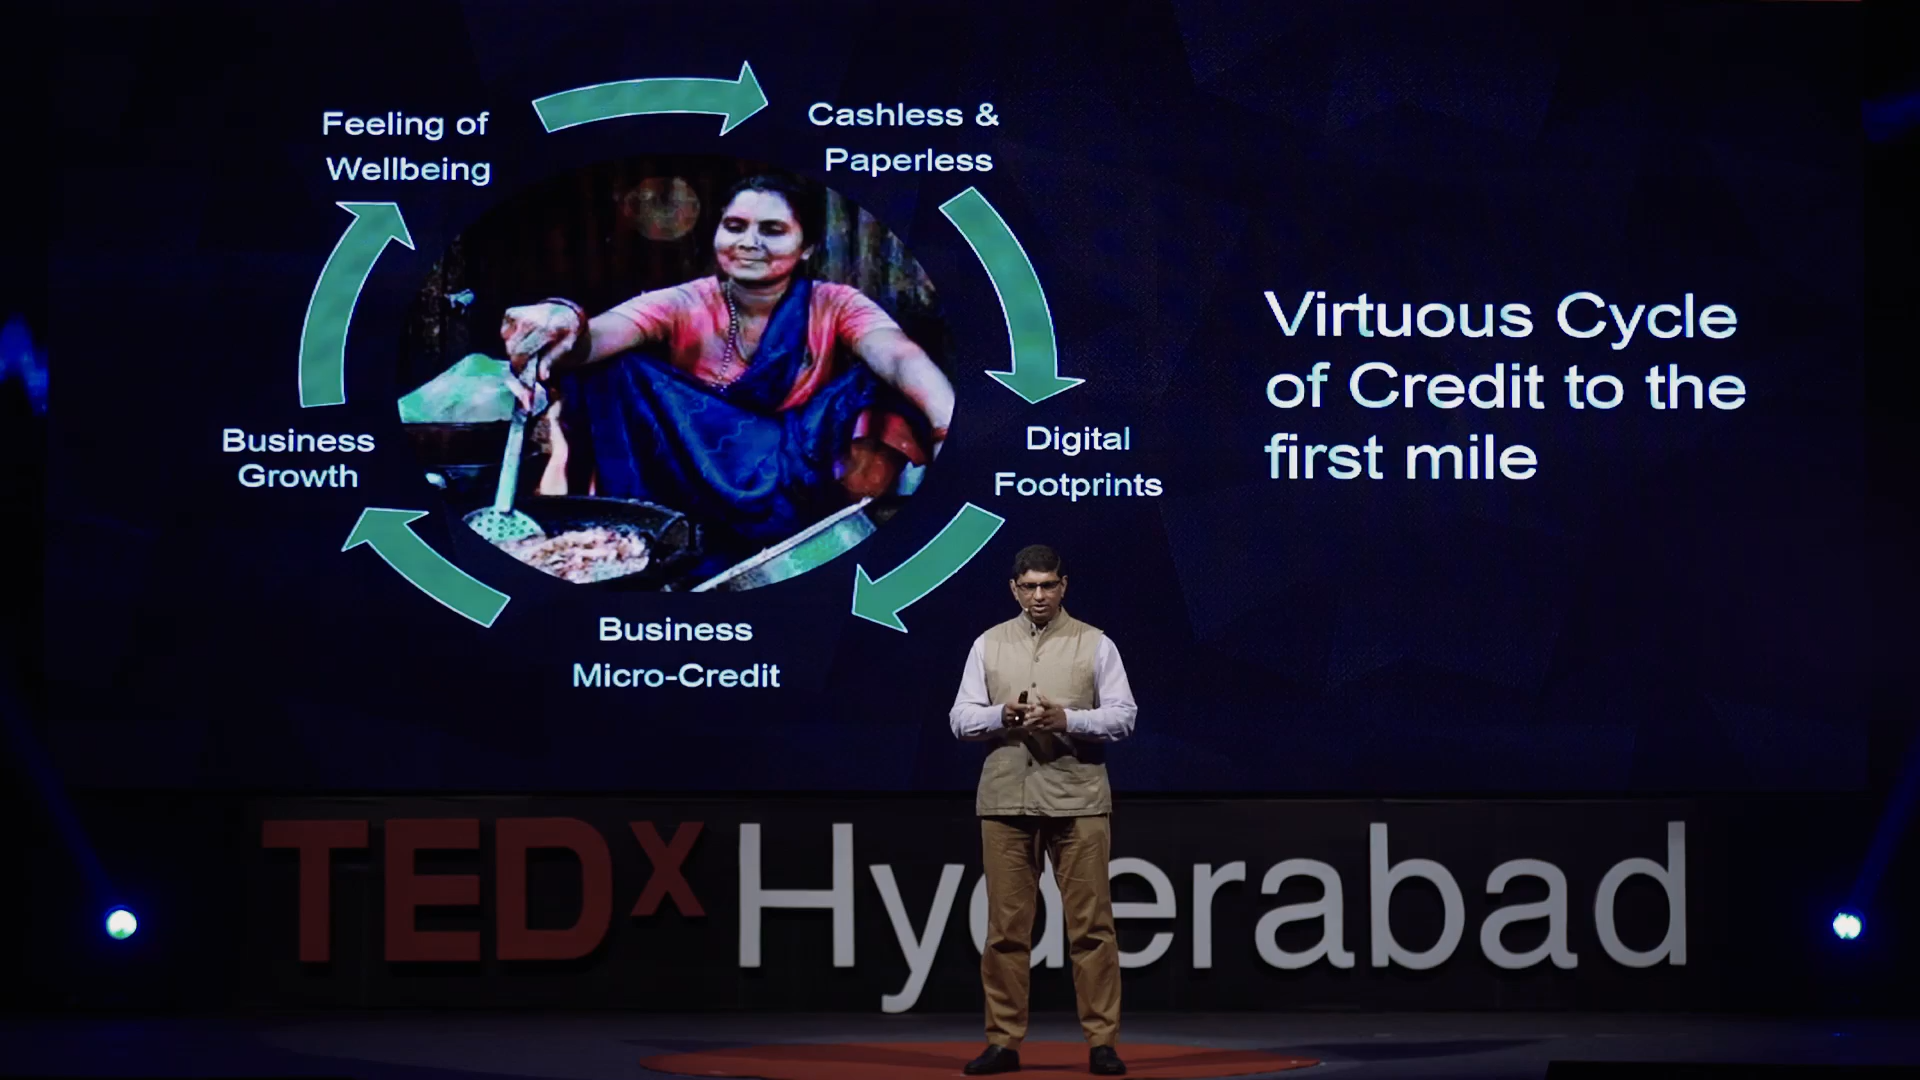 Feeling of
Wellbeing
Cashless &
Paperless
Digital
Footprints
Business
Micro-Credit
Business
Growth
Virtuous Cycle
of Credit to the
first mile
TEDxHyderabad